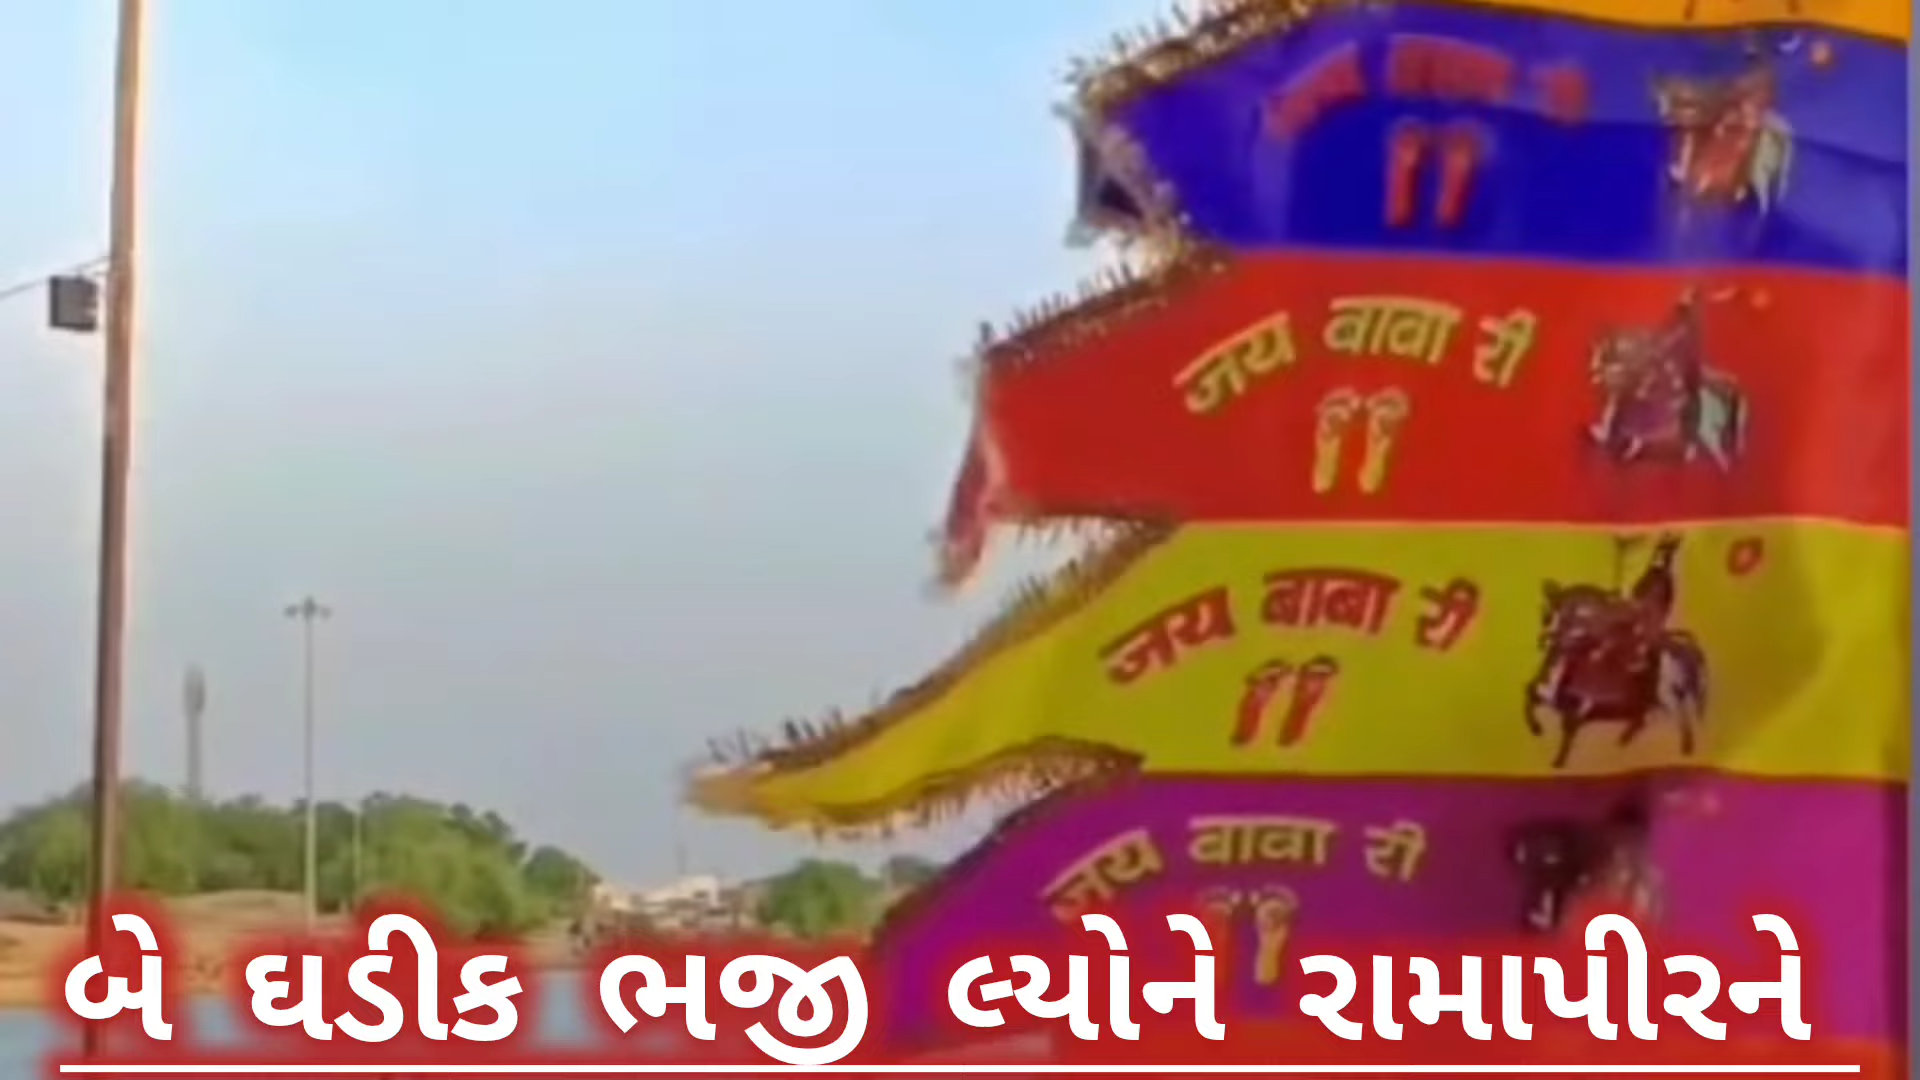 जय बाबा री
जय बाबा री
जय बाबा री
બે ઘડીક ભજી લ્યોને રામાપીરને